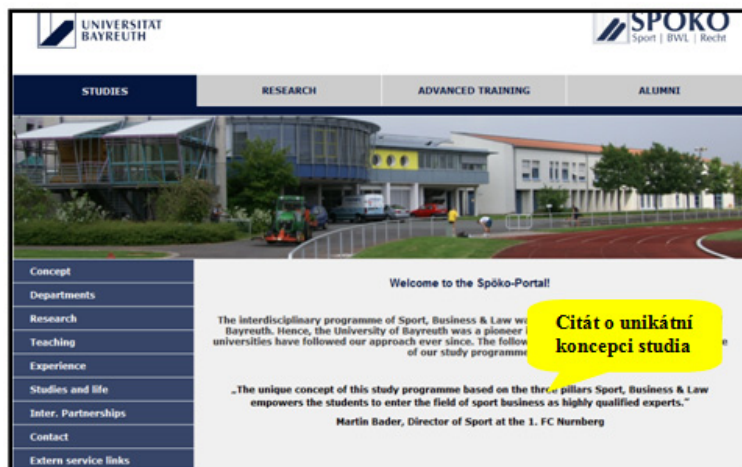 UNIVERSITÄT
BAYREUTH
SPÖKO
Sport | BWL | Recht
STUDIES
RESEARCH
ADVANCED TRAINING
ALUMNI
Concept
Departments
Research
Teaching
Experience
Studies and life
Inter. Partnerships
Contact
Extern service links
Welcome to the Spöko-Portal!
The interdisciplinary programme of Sport, Business & Law
Bayreuth. Hence, the University of Bayreuth was a pioneer
universities have followed our approach ever since. The
of our study programme
Citát o unikátní
koncepci studia
„The unique concept of this study programme based on the three pillars Sport, Business & Law
empowers the students to enter the field of sport business as highly qualified experts."
Martin Bader, Director of Sport at the 1. FC Nurnberg